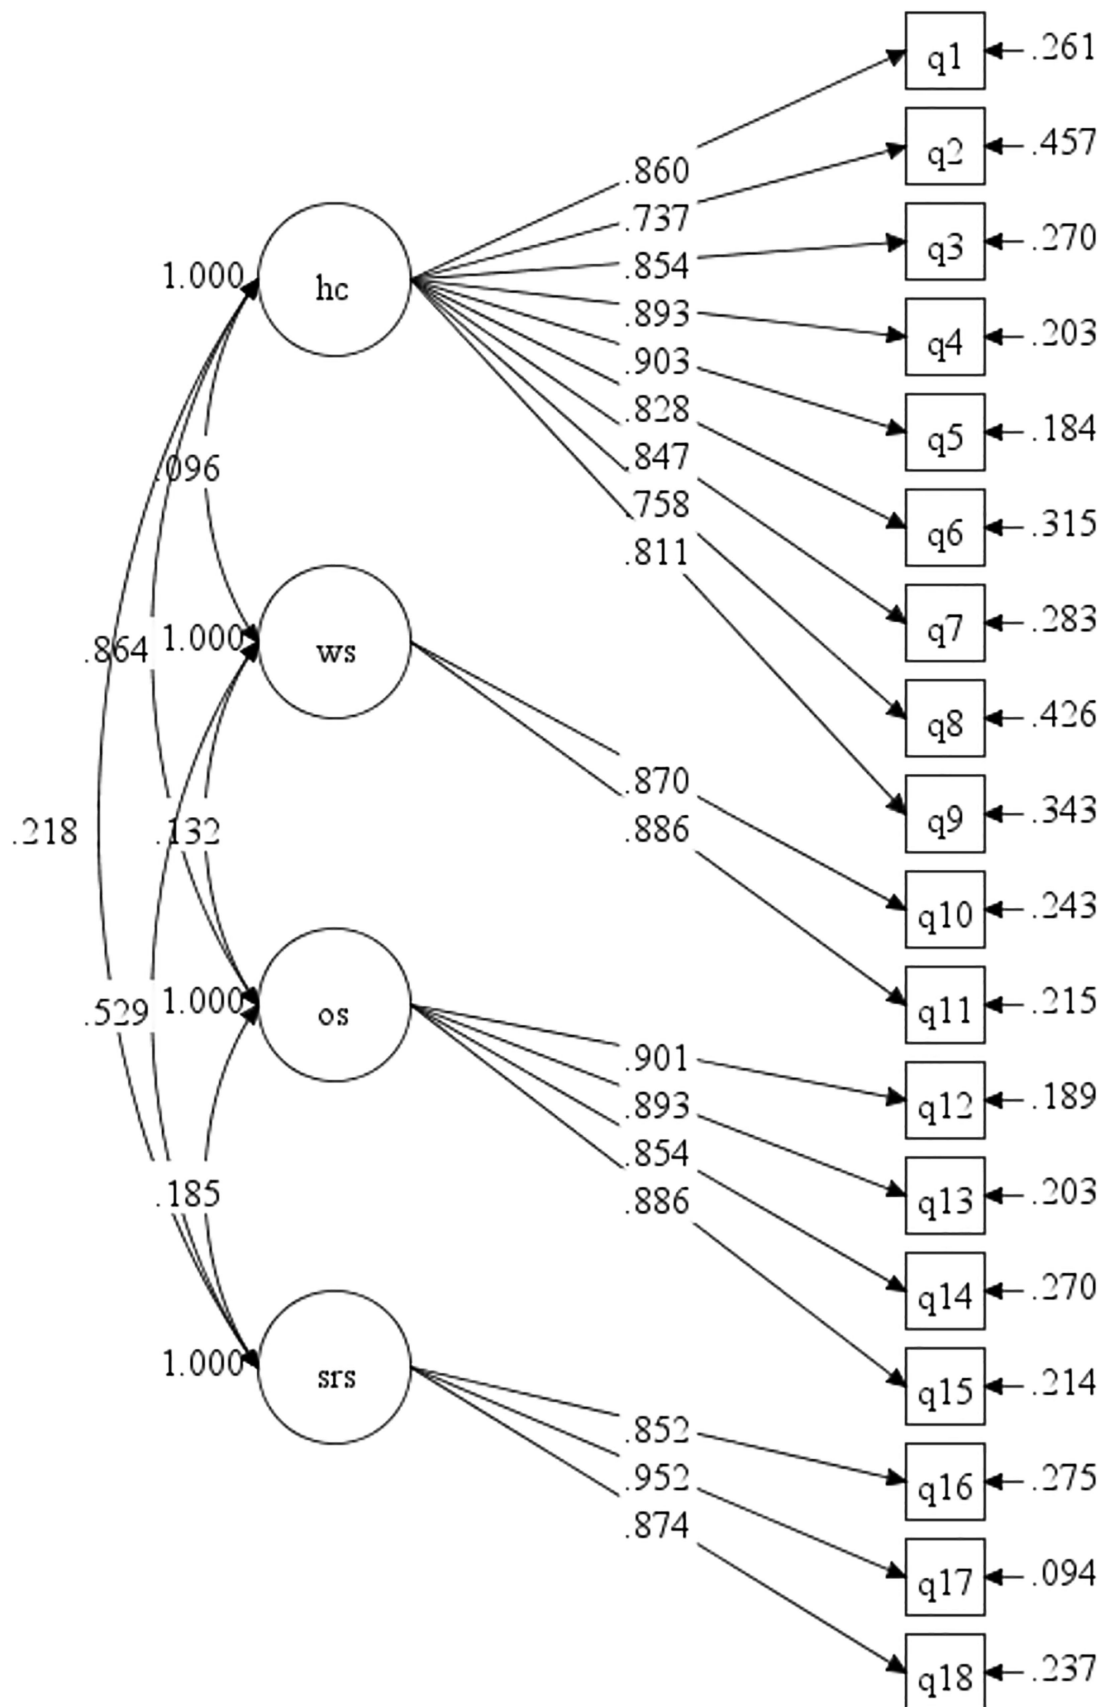 q1 .261
q2 .457
.860
.737
q3 .270
.854
1.000 hc
.893
q4 .203
.903
.828
q5 .184
.847
.096
.758
q6 .315
.811
q7 .283
1.000 ws
.864
q8 .426
.870
q9 .343
.886
.218 .132
q10 .243
q11 .215
1.000 os
.529
.901
q12 .189
.893
.854
q13 .203
.886
.185
q14 .270
1.000 srs
q15 .214
.852
.952
q16 .275
.874
q17 .094
q18 .237